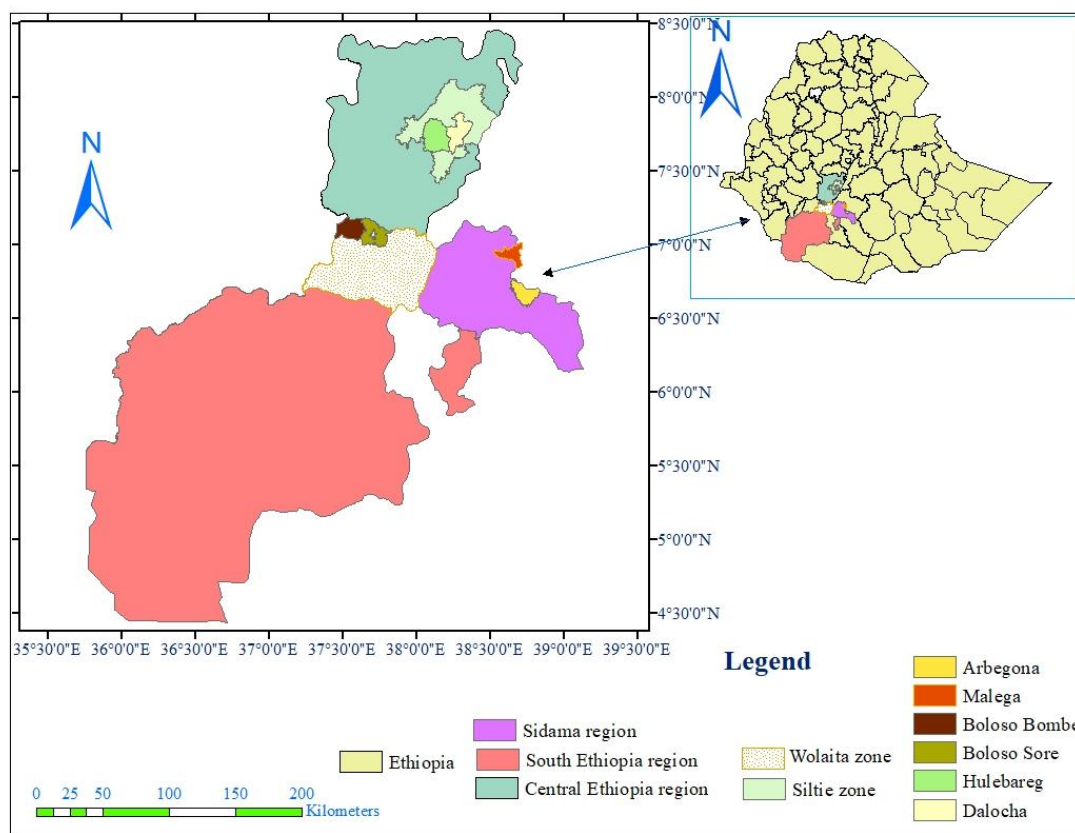 N
N
8°30'0"N
8°0'0"N
7°30'0"N
7°0'0"N
6°30'0"N
6°0'0"N
5°30'0"N
5°0'0"N
4°30'0"N
35°30'0"E
36°0'0"E
36°30'0"E
37°0'0"E
37°30'0"E
38°0'0"E
38°30'0"E
39°0'0"E
39°30'0"E
Legend
Ethiopia
Sidama region
South Ethiopia region
Central Ethiopia region
Wolaita zone
Siltie zone
Arbegona
Malega
Boloso Bombe
Boloso Sore
Hulebareg
Dalocha
0 25 50 100 150 200
Kilometers